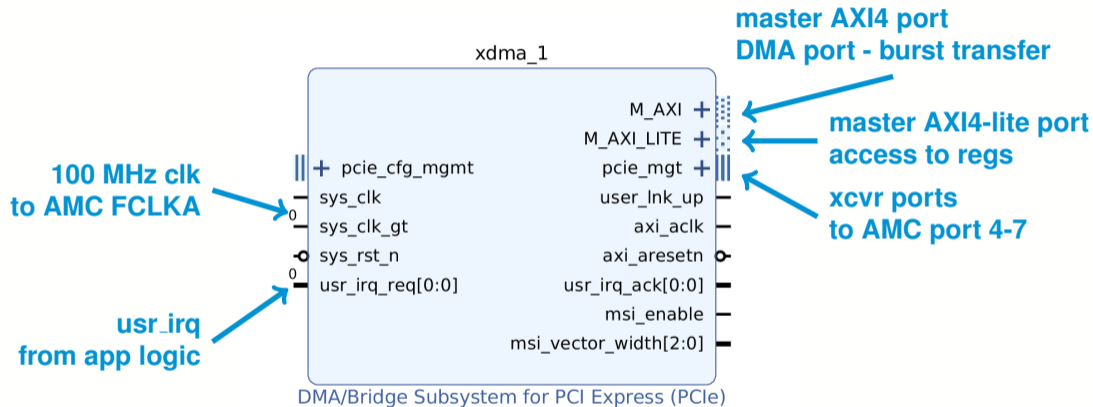 master AXI4 port
DMA port - burst transfer
xdma_1
M_AXI
M_AXI_LITE
master AXI4-lite port
access to regs
100 MHz clk
to AMC FCLKA
pcie_cfg_mgmt
pcie_mgt
xcvr ports
to AMC port 4-7
sys_clk
user_lnk_up
0
sys_clk_gt
axi_aclk
sys_rst_n
axi_aresetn
0
usr_irq_req[0:0]
usr_irq_ack[0:0]
usr_irq
from app logic
msi_enable
msi_vector_width[2:0]
DMA/Bridge Subsystem for PCI Express (PCIe)